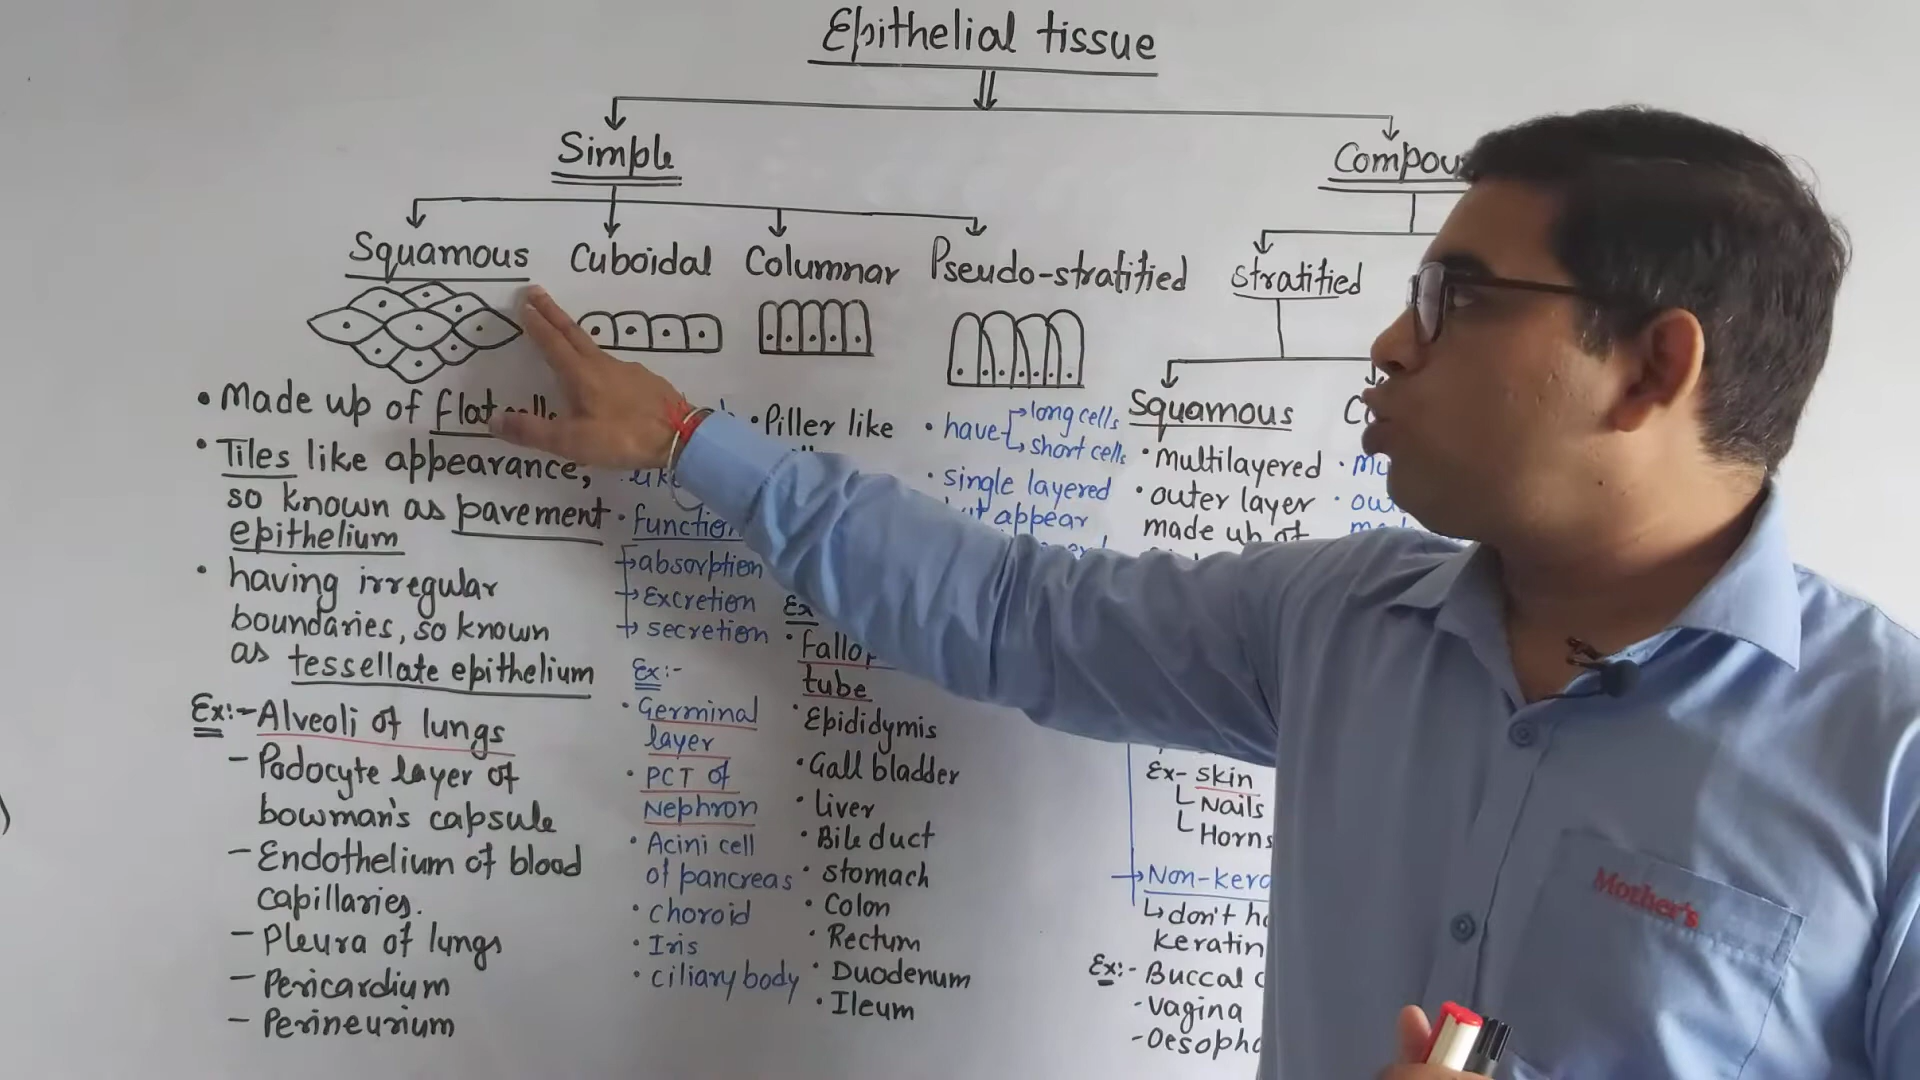 Epithelial tissue
Simple
Squamous
Cuboidal
Columnar
Pseudo-stratified
stratified
• Made up of flat
• Tiles like appearance,
so known as pavement
epithelium
• having irregular
boundaries, so known
as tessellate epithelium
Ex:- Alveoli of lungs
- Podocyte layer of
bowman's capsule
- Endothelium of blood
capillaries.
- Pleura of lungs
- Pericardium
- Perineurium
• function
→ absorption
→ Excretion
→ secretion
Ex:-
• Germinal
layer
• PCT of
Nephron
• Acini cell
of pancreas
• choroid
• Iris
• ciliary body
• Piller like
Ex
tube
• Epididymis
• Gall bladder
• liver
• Bile duct
• stomach
• Colon
• Rectum
• Duodenum
• Ileum
• have → long cells
→ short cells
• single layered
appear
Squamous
• multilayered
• outer layer
made up of
Ex- skin
Nails
Horns
→ Non-
↳ don't
keratin
Ex:- Buccal
- vagina
Mother's